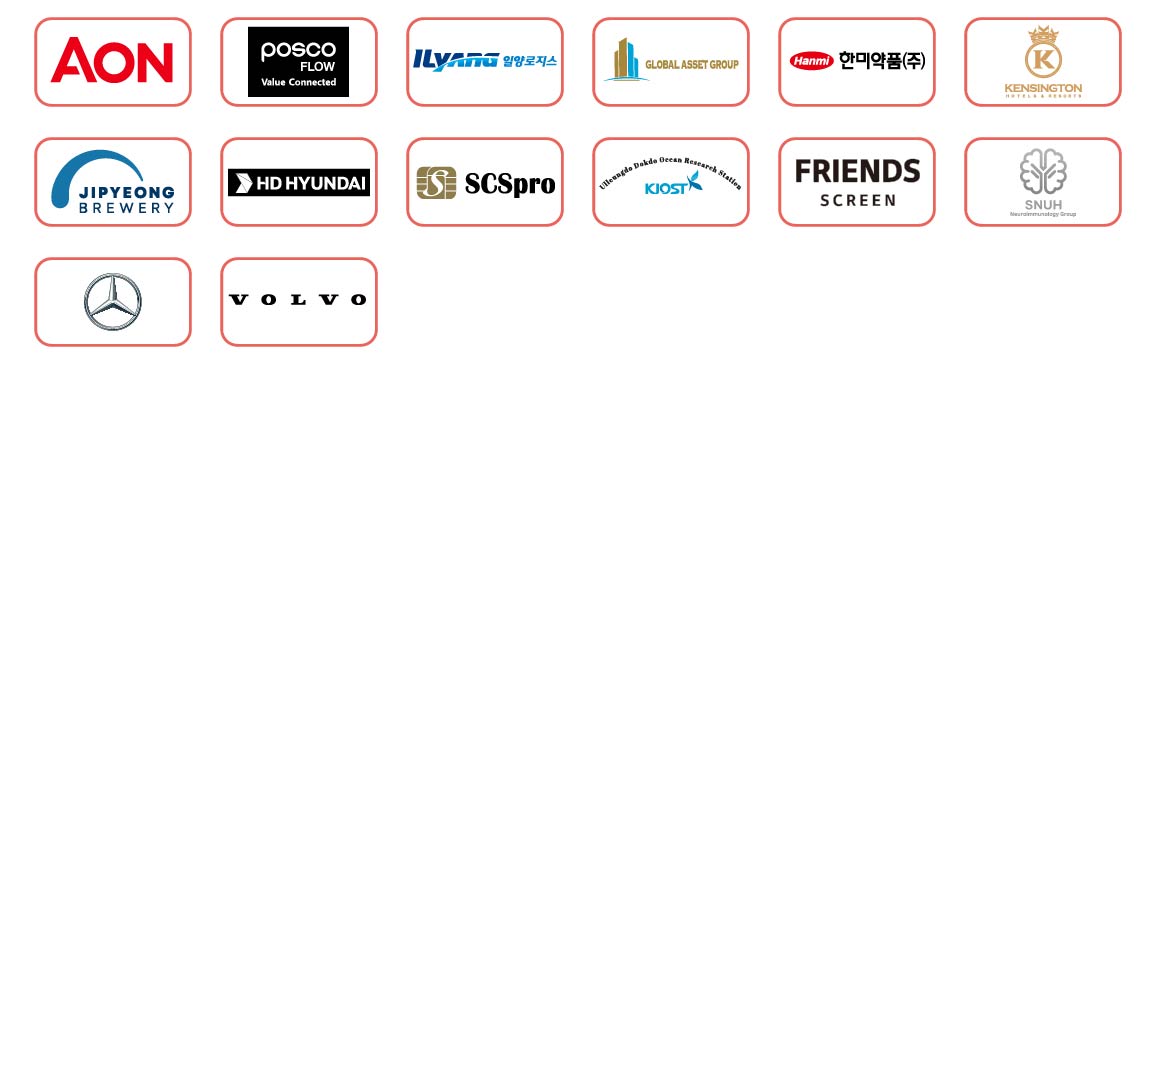 AON
posco
FLOW
Value Connected
ILYANG 일양로지스
GLOBAL ASSET GROUP
Hanmi 한미약품(주)
K
KENSINGTON
HOTELS & RESORTS
JIPYEONG
BREWERY
HD HYUNDAI
S SCSpro
Ulleungdo Dokdo Ocean Research Station
KIOST
FRIENDS
SCREEN
SNUH
Neuroimmunology Group
VOLVO